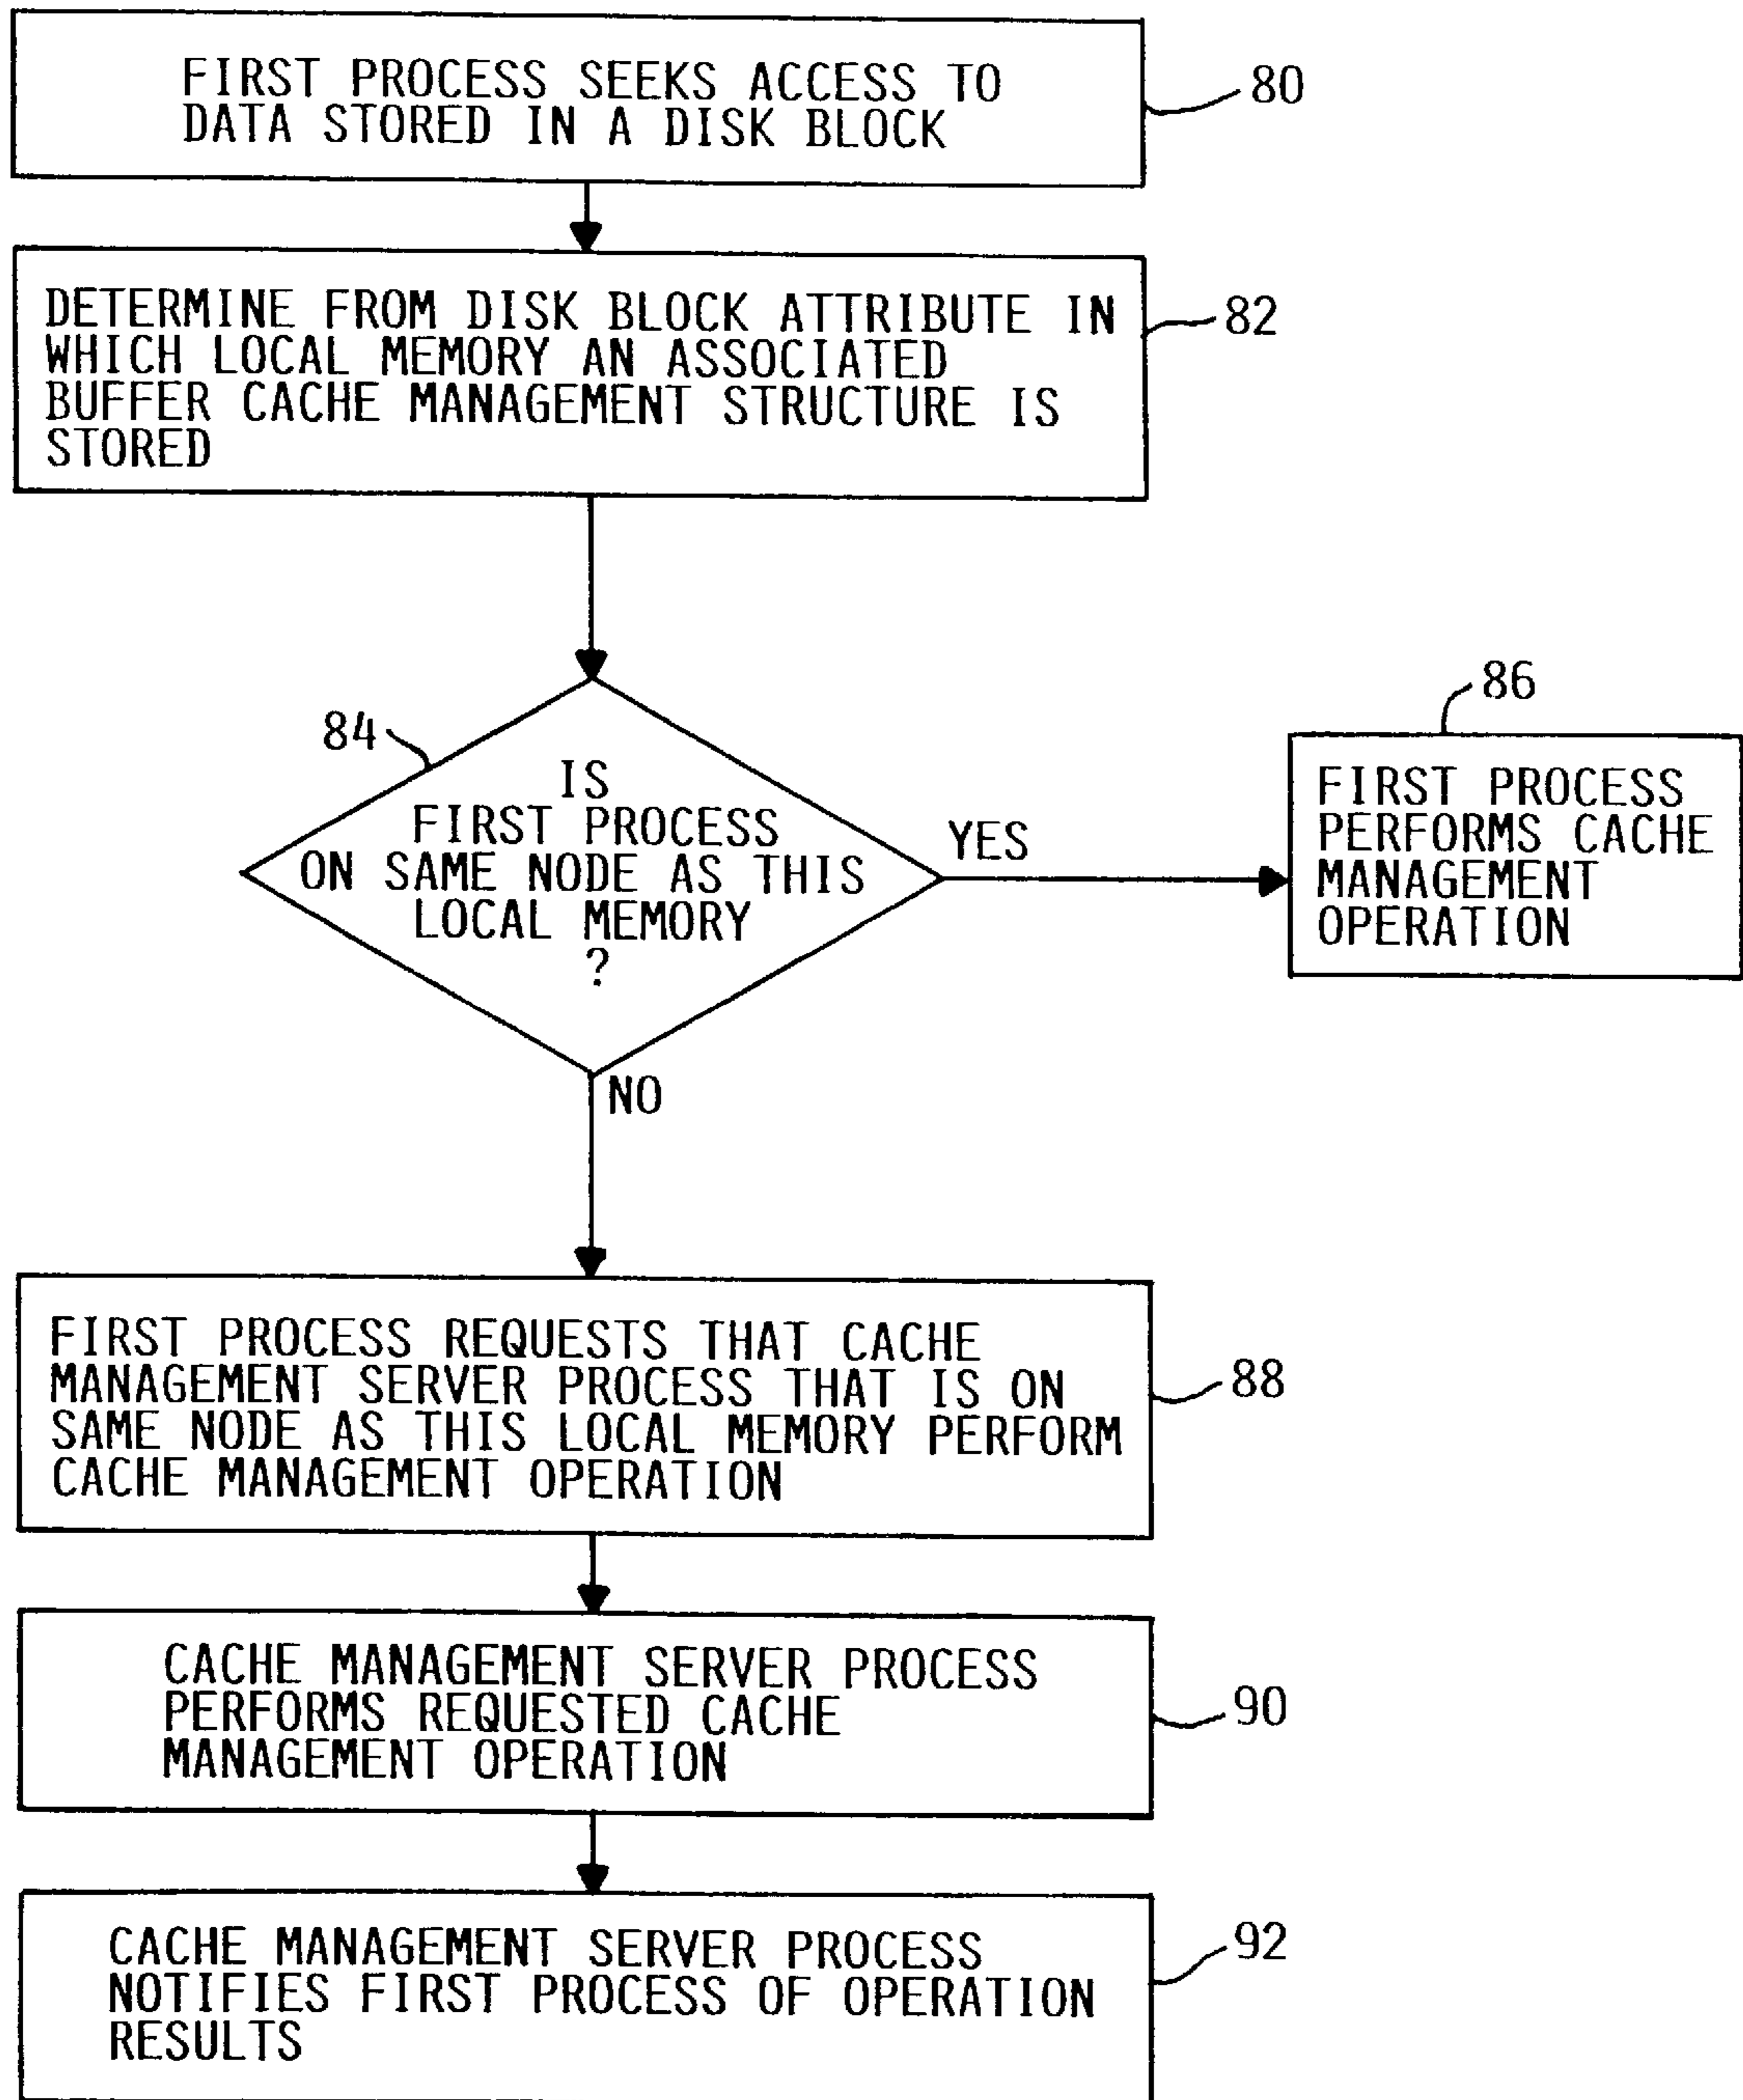 FIRST PROCESS SEEKS ACCESS TO
DATA STORED IN A DISK BLOCK
80
DETERMINE FROM DISK BLOCK ATTRIBUTE IN
WHICH LOCAL MEMORY AN ASSOCIATED
BUFFER CACHE MANAGEMENT STRUCTURE IS
STORED
82
84
IS
FIRST PROCESS
ON SAME NODE AS THIS
LOCAL MEMORY
?
YES
86
FIRST PROCESS
PERFORMS CACHE
MANAGEMENT
OPERATION
NO
FIRST PROCESS REQUESTS THAT CACHE
MANAGEMENT SERVER PROCESS THAT IS ON
SAME NODE AS THIS LOCAL MEMORY PERFORM
CACHE MANAGEMENT OPERATION
88
CACHE MANAGEMENT SERVER PROCESS
PERFORMS REQUESTED CACHE
MANAGEMENT OPERATION
90
CACHE MANAGEMENT SERVER PROCESS
NOTIFIES FIRST PROCESS OF OPERATION
RESULTS
92